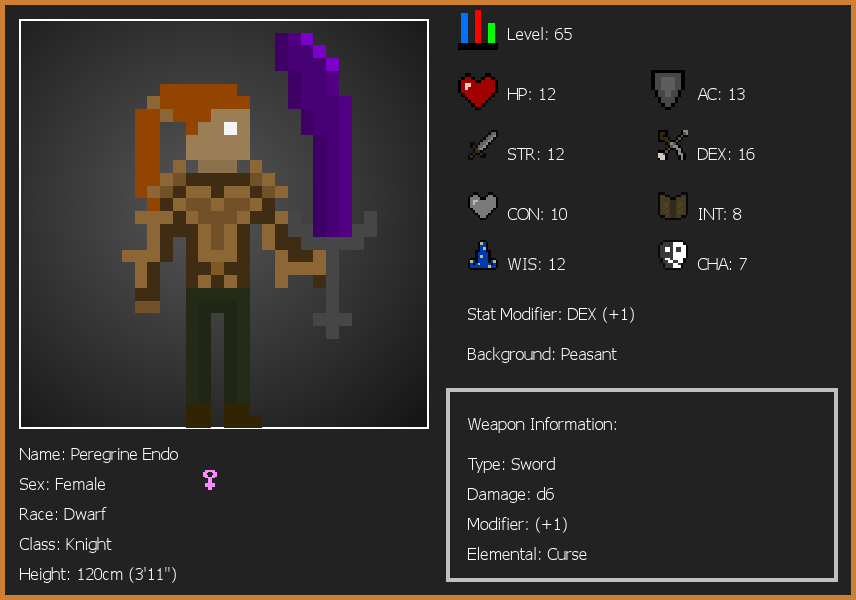 Level: 65
HP: 12
AC: 13
STR: 12
DEX: 16
CON: 10
INT: 8
WIS: 12
CHA: 7
Stat Modifier: DEX (+1)
Background: Peasant
Weapon Information:
Type: Sword
Damage: d6
Modifier: (+1)
Elemental: Curse
Name: Peregrine Endo
Sex: Female
Race: Dwarf
Class: Knight
Height: 120cm (3'11")